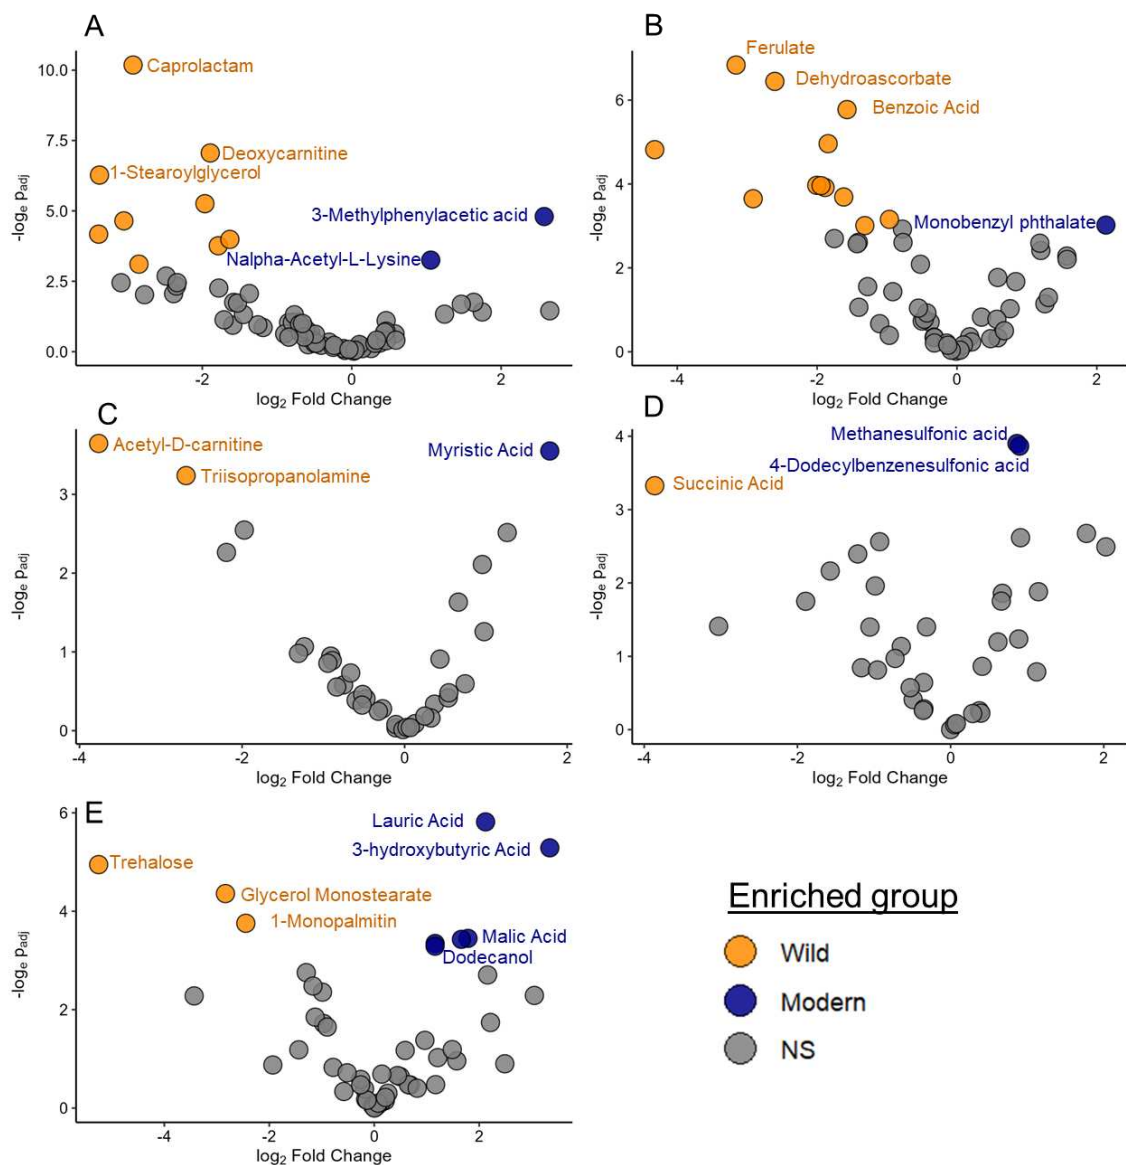 A
10.0
7.5
5.0
2.5
0.0
-logₑ p_adj
Caprolactam
Deoxycarnitine
1-Stearoylglycerol
3-Methylphenylacetic acid
Nalpha-Acetyl-L-Lysine
-2
0
2
log₂ Fold Change
B
6
4
2
0
-logₑ p_adj
Ferulate
Dehydroascorbate
Benzoic Acid
Monobenzyl phthalate
-4
-2
0
2
log₂ Fold Change
C
3
2
1
0
-logₑ p_adj
Acetyl-D-carnitine
Myristic Acid
Triisopropanolamine
-4
-2
0
2
log₂ Fold Change
D
4
3
2
1
0
-logₑ p_adj
Methanesulfonic acid
4-Dodecylbenzenesulfonic acid
Succinic Acid
-4
-2
0
2
log₂ Fold Change
E
6
4
2
0
-logₑ p_adj
Lauric Acid
3-hydroxybutyric Acid
Trehalose
Glycerol Monostearate
1-Monopalmitin
Malic Acid
Dodecanol
-4
-2
0
2
log₂ Fold Change
Enriched group
Wild
Modern
NS